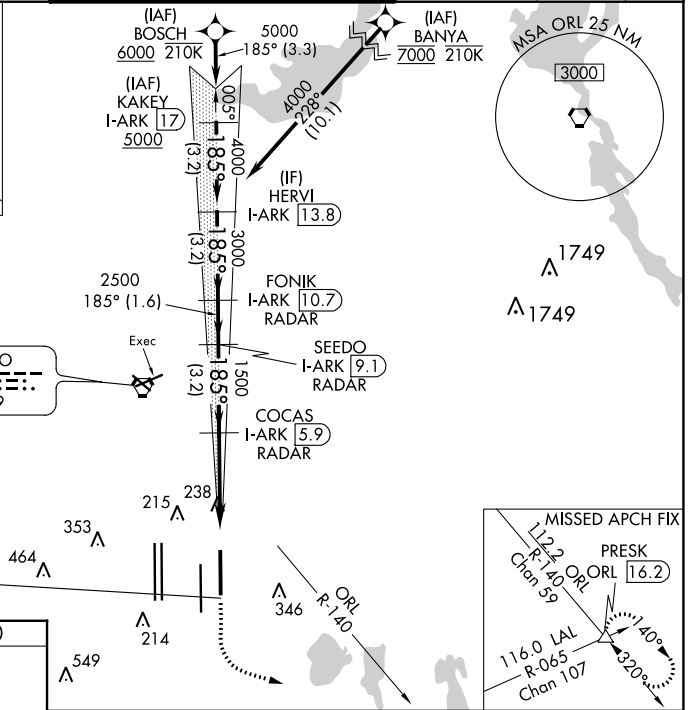 (IAF)
BOSCH
6000 210K
5000
185° (3.3)
(IAF)
BANYA
7000 210K
MSA ORL 25 NM
3000
(IAF)
KAKEY
I-ARK 17
5000
005°
4000
228°
(10.1)
4000
185°
(3.2)
(IF)
HERVI
I-ARK 13.8
3000
185°
(3.2)
1749
1749
2500
185° (1.6)
FONIK
I-ARK 10.7
RADAR
SEEDO
I-ARK 9.1
RADAR
Exec
1500
185°
(3.2)
COCAS
I-ARK 5.9
RADAR
238
215
353
464
214
549
346
ORL
R-140
MISSED APCH FIX
112.2 ORL
R-140
Chan 59
PRESK
ORL 16.2
116.0 LAL
R-065
Chan 107
140°
320°